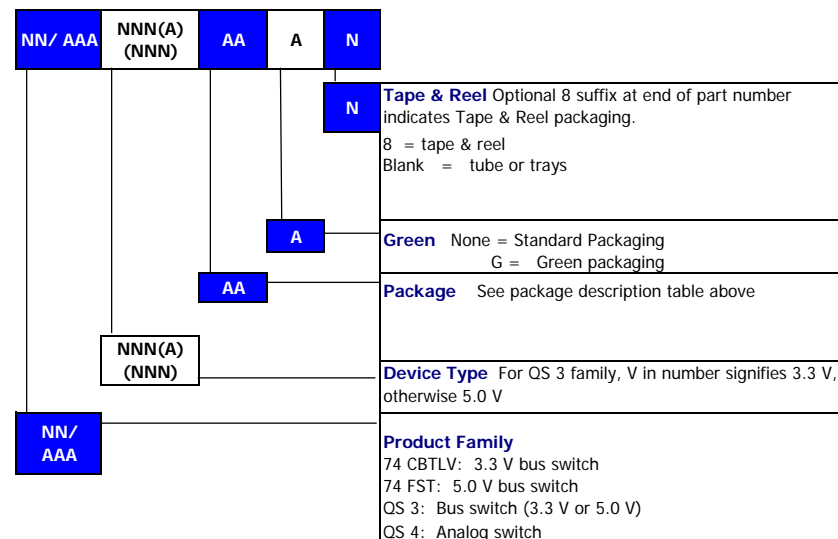 NN/ AAA
NNN(A)
(NNN)
AA
A
N
N
Tape & Reel Optional 8 suffix at end of part number
indicates Tape & Reel packaging.
8 = tape & reel
Blank = tube or trays
A
Green None = Standard Packaging
G = Green packaging
AA
Package See package description table above
NNN(A)
(NNN)
Device Type For QS 3 family, V in number signifies 3.3 V,
otherwise 5.0 V
NN/
AAA
Product Family
74 CBTLV: 3.3 V bus switch
74 FST: 5.0 V bus switch
QS 3: Bus switch (3.3 V or 5.0 V)
QS 4: Analog switch